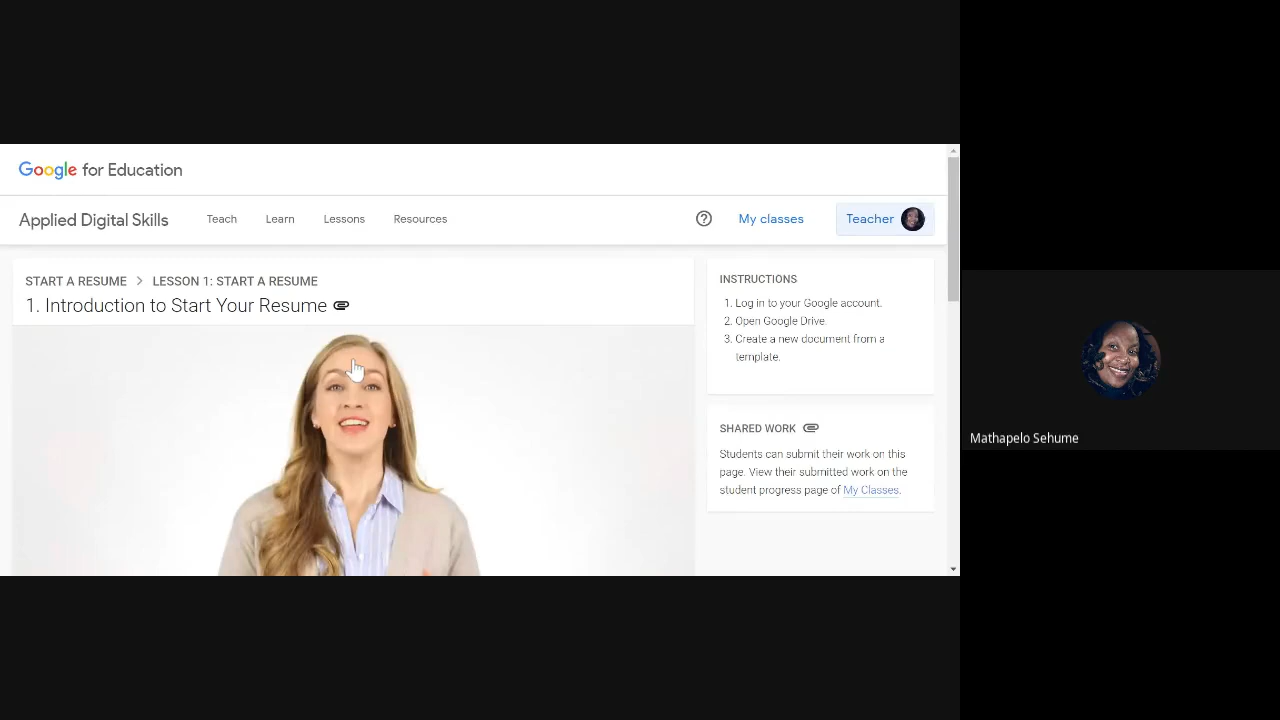 Google for Education
Applied Digital Skills
Teach
Learn
Lessons
Resources
My classes
Teacher
START A RESUME > LESSON 1: START A RESUME
1. Introduction to Start Your Resume
INSTRUCTIONS
1. Log in to your Google account.
2. Open Google Drive.
3. Create a new document from a
template.
SHARED WORK
Students can submit their work on this
page. View their submitted work on the
student progress page of My Classes.
Mathapelo Sehume